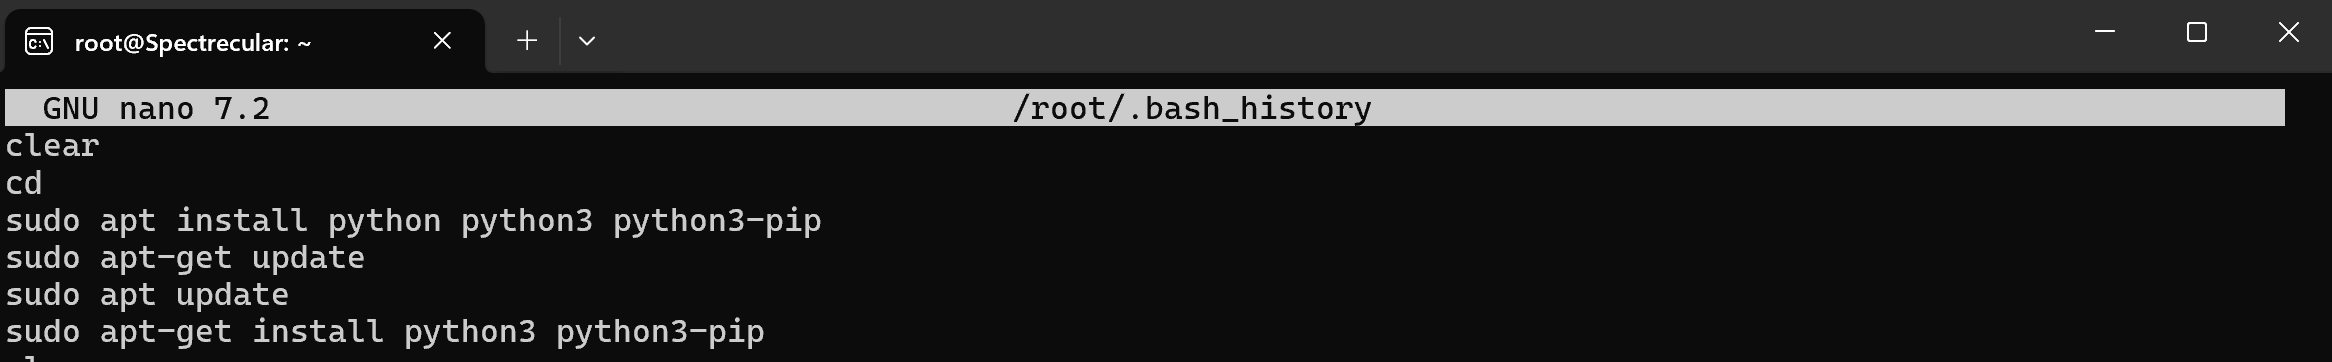 root@Spectrecular: ~
GNU nano 7.2 /root/.bash_history
clear
cd
sudo apt install python python3 python3-pip
sudo apt-get update
sudo apt update
sudo apt-get install python3 python3-pip